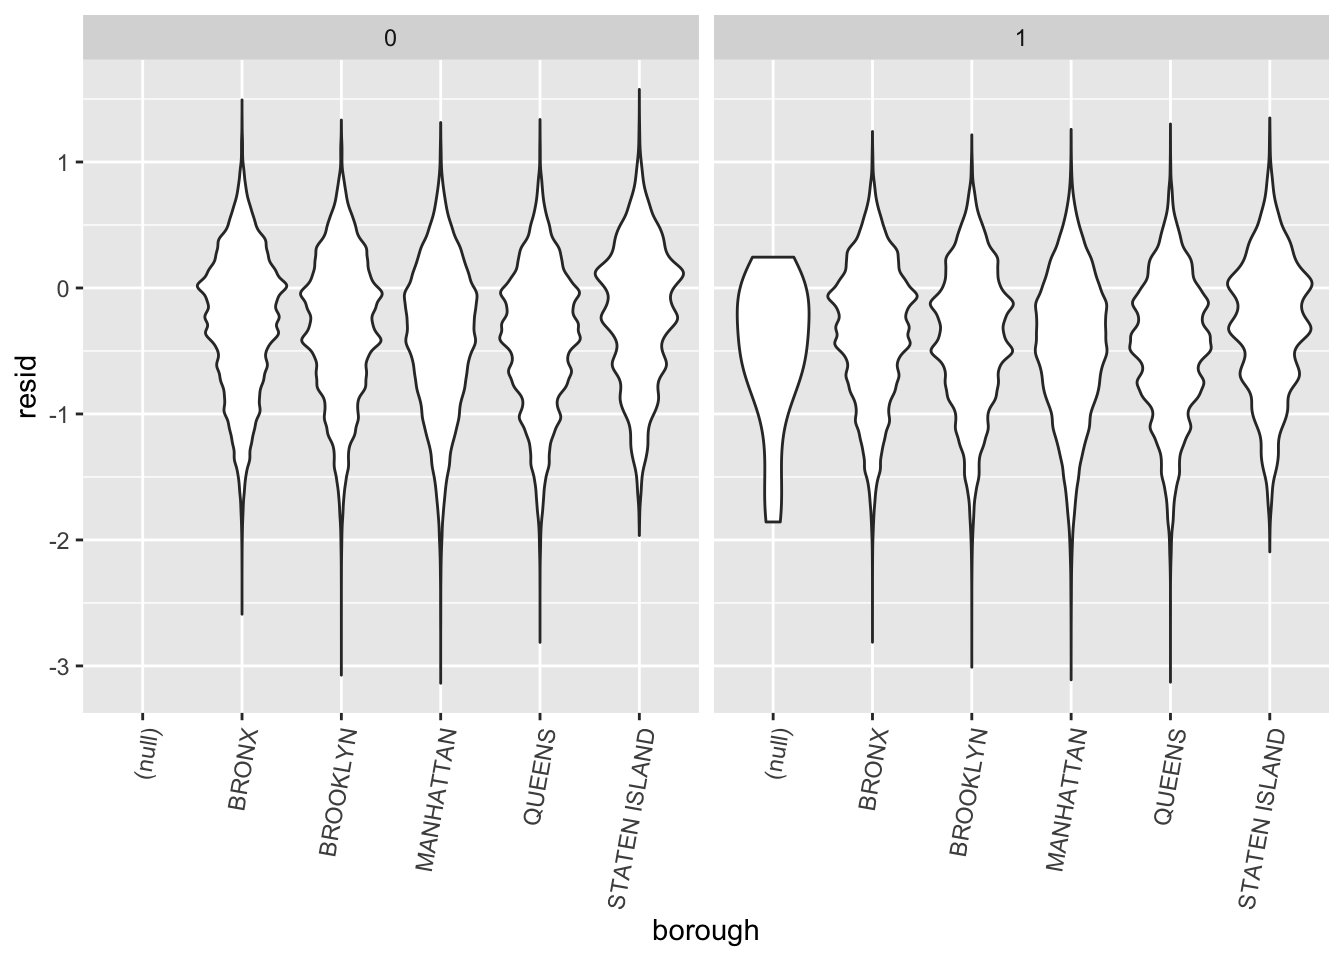 0
1
resid
1
0
-1
-2
-3
(null)
BRONX
BROOKLYN
MANHATTAN
QUEENS
STATEN ISLAND
(null)
BRONX
BROOKLYN
MANHATTAN
QUEENS
STATEN ISLAND
borough